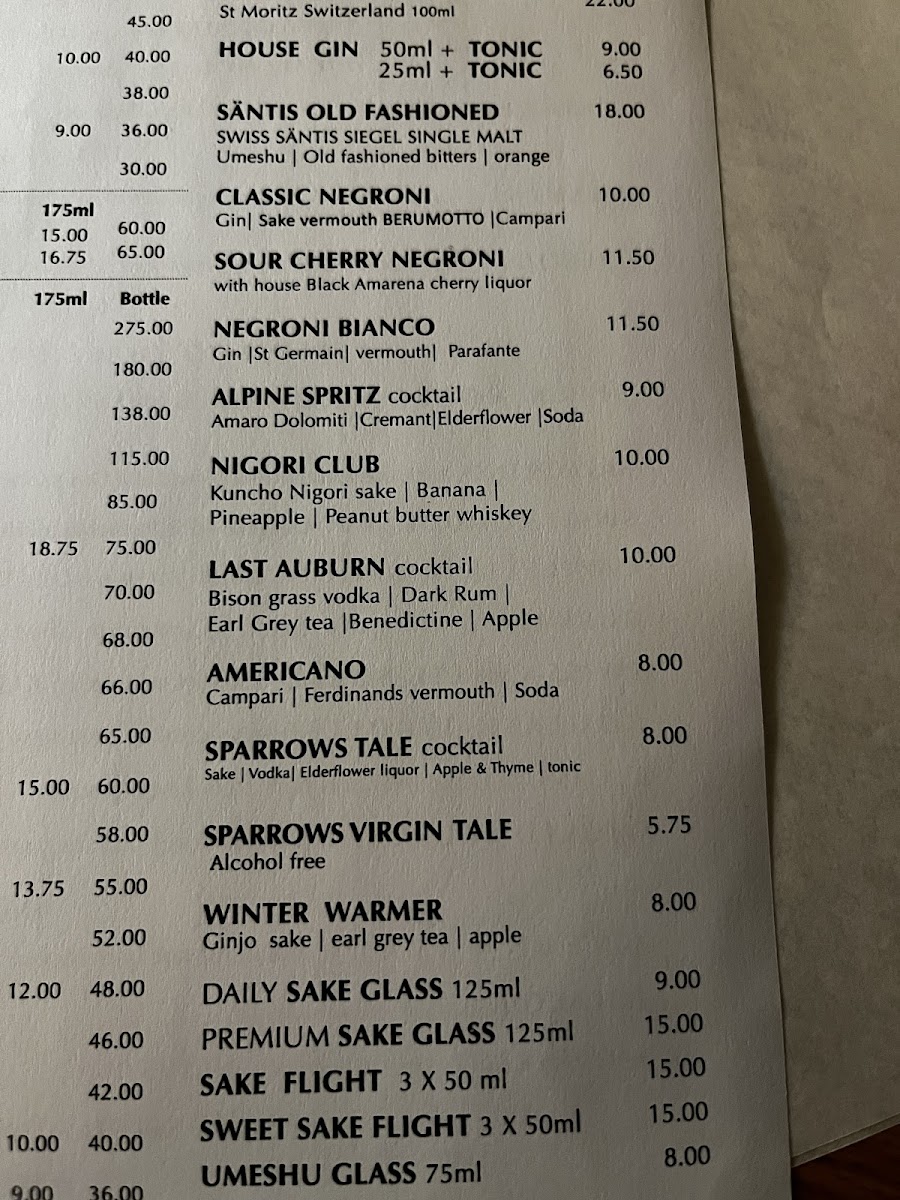 45.00
10.00 40.00
38.00
9.00 36.00
30.00
175ml
15.00 60.00
16.75 65.00
175ml Bottle
275.00
180.00
138.00
115.00
85.00
18.75 75.00
70.00
68.00
66.00
65.00
15.00 60.00
58.00
13.75 55.00
52.00
12.00 48.00
46.00
42.00
10.00 40.00
9.00 36.00
St Moritz Switzerland 100ml 22.00
HOUSE GIN 50ml + TONIC 9.00
25ml + TONIC 6.50
SÄNTIS OLD FASHIONED 18.00
SWISS SÄNTIS SIEGEL SINGLE MALT
Umeshu | Old fashioned bitters | orange
CLASSIC NEGRONI 10.00
Gin| Sake vermouth BERUMOTTO |Campari
SOUR CHERRY NEGRONI 11.50
with house Black Amarena cherry liquor
NEGRONI BIANCO 11.50
Gin |St Germain| vermouth| Parafante
ALPINE SPRITZ cocktail 9.00
Amaro Dolomiti |Cremant|Elderflower |Soda
NIGORI CLUB 10.00
Kuncho Nigori sake | Banana |
Pineapple | Peanut butter whiskey
LAST AUBURN cocktail 10.00
Bison grass vodka | Dark Rum |
Earl Grey tea |Benedictine | Apple
AMERICANO 8.00
Campari | Ferdinands vermouth | Soda
SPARROWS TALE cocktail 8.00
Sake | Vodka| Elderflower liquor | Apple & Thyme | tonic
SPARROWS VIRGIN TALE 5.75
Alcohol free
WINTER WARMER 8.00
Ginjo sake | earl grey tea | apple
DAILY SAKE GLASS 125ml 9.00
PREMIUM SAKE GLASS 125ml 15.00
SAKE FLIGHT 3 X 50 ml 15.00
SWEET SAKE FLIGHT 3 X 50ml 15.00
UMESHU GLASS 75ml 8.00